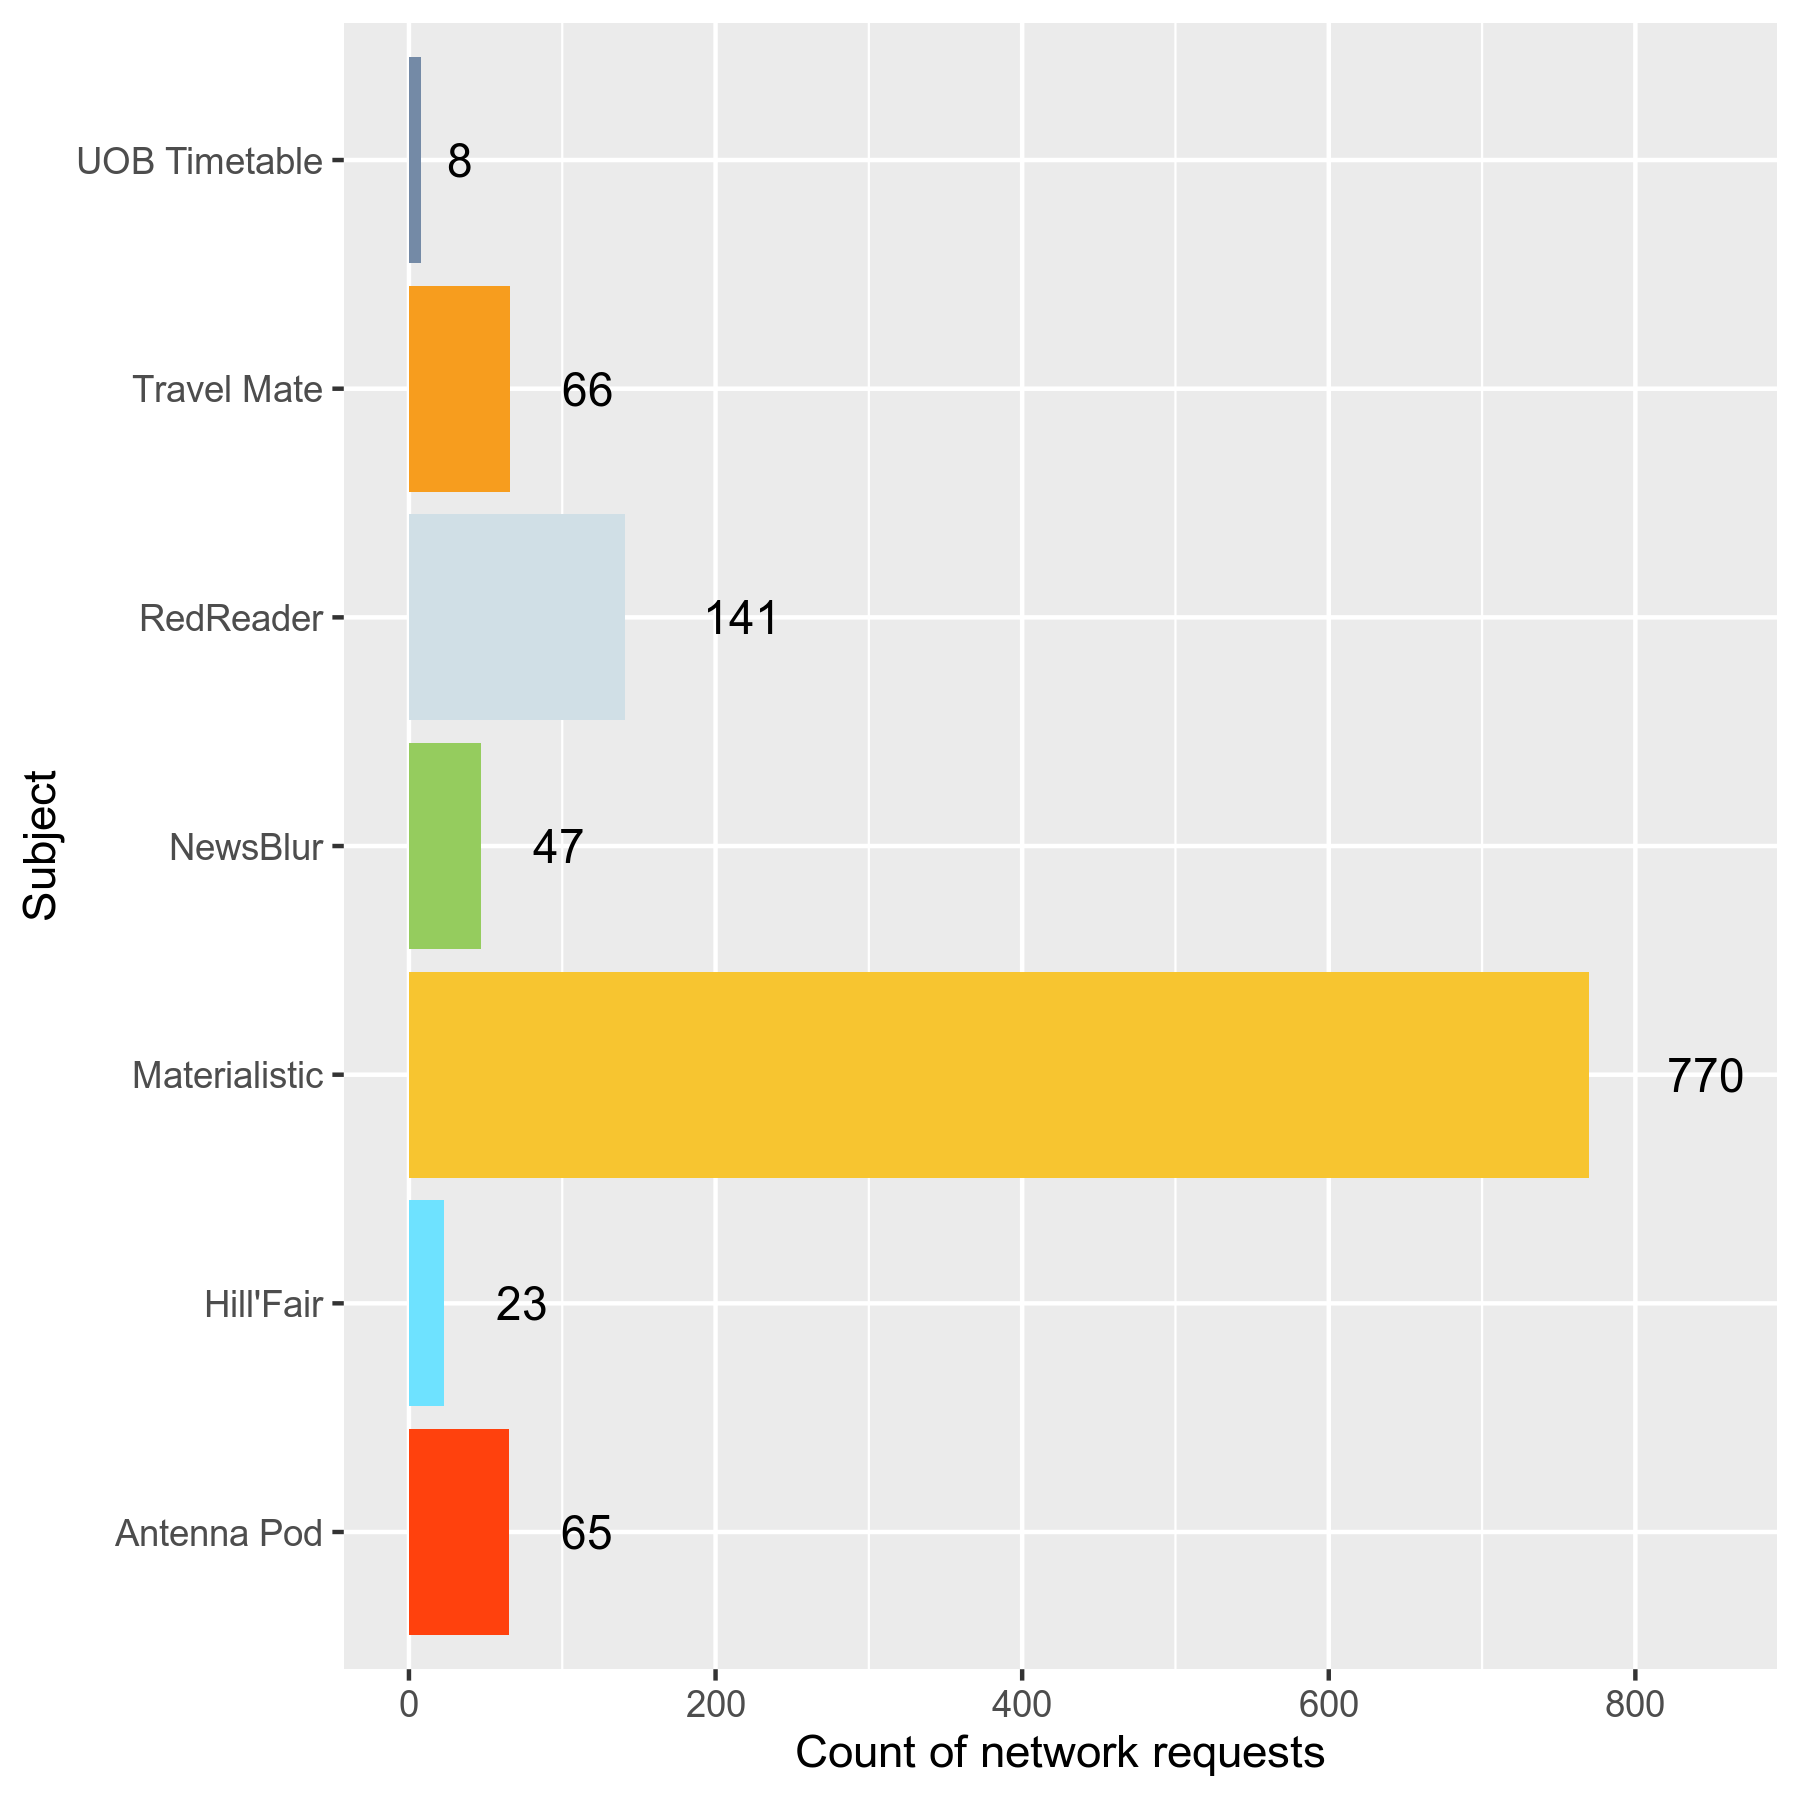 UOB Timetable
8
Travel Mate
66
RedReader
141
NewsBlur
47
Subject
Materialistic
770
Hill'Fair
23
Antenna Pod
65
0 200 400 600 800
Count of network requests